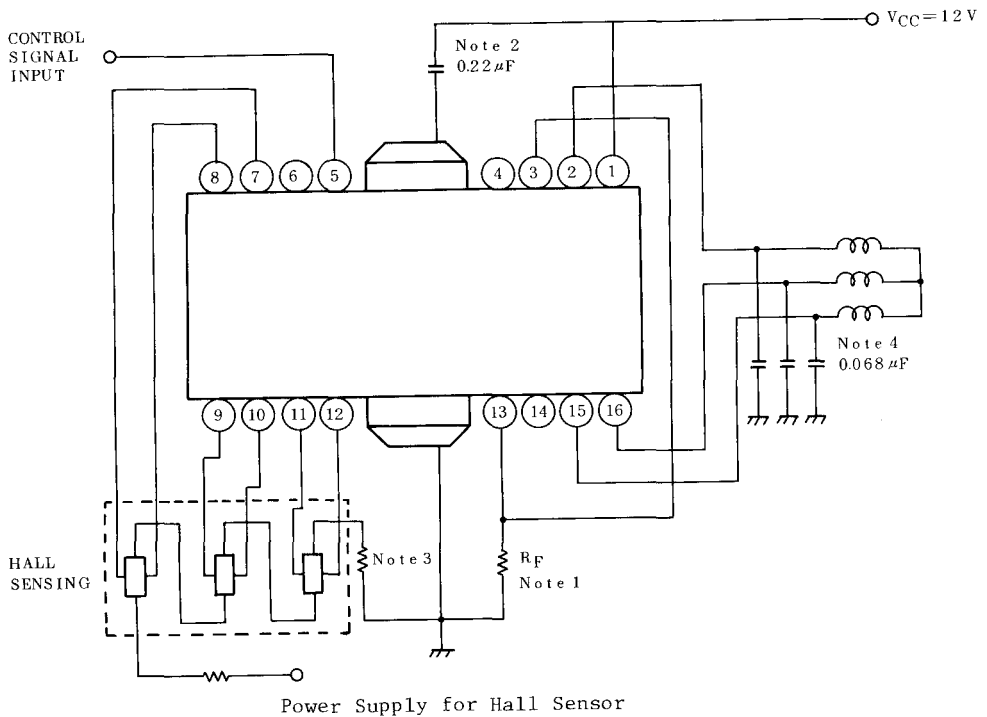 CONTROL
SIGNAL
INPUT
Note 2
0.22μF
VCC=12V
8
7
6
5
4
3
2
1
9
10
11
12
13
14
15
16
Note 4
0.068μF
HALL
SENSING
Note 3
RF
Note 1
Power Supply for Hall Sensor